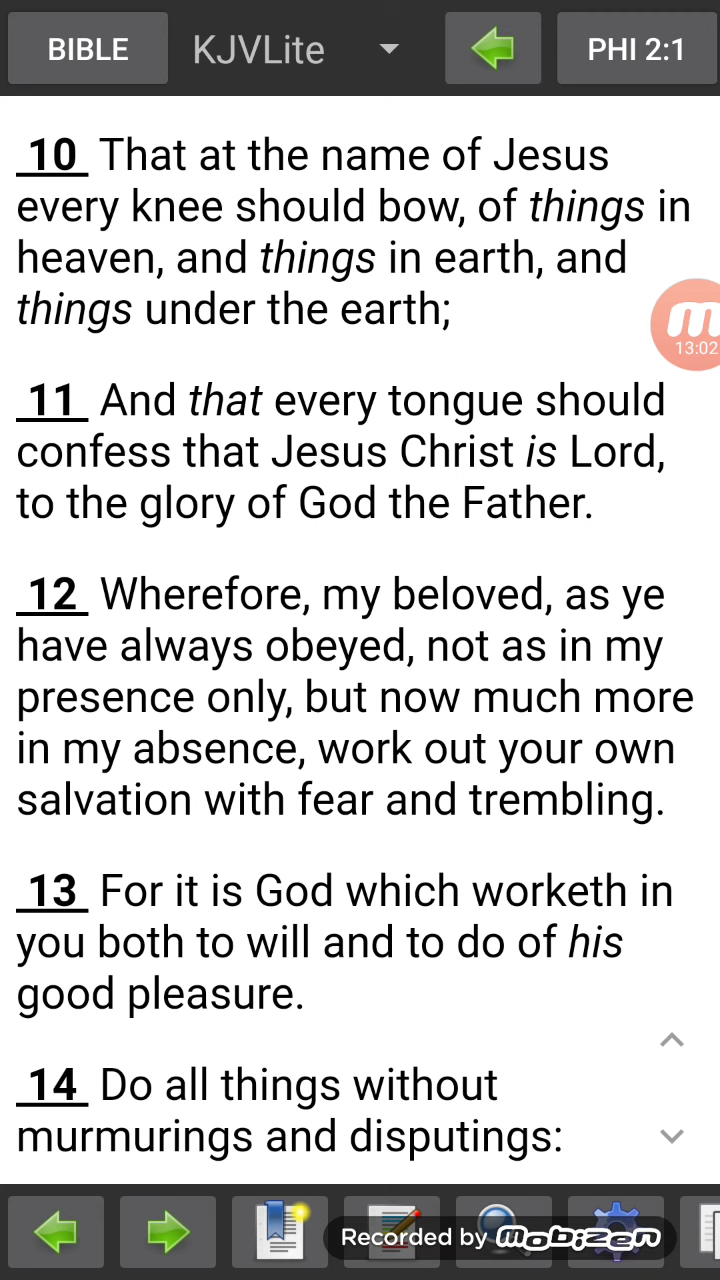 BIBLE KJVLite PHI 2:1
10 That at the name of Jesus
every knee should bow, of things in
heaven, and things in earth, and
things under the earth;
m
13:02
11 And that every tongue should
confess that Jesus Christ is Lord,
to the glory of God the Father.
12 Wherefore, my beloved, as ye
have always obeyed, not as in my
presence only, but now much more
in my absence, work out your own
salvation with fear and trembling.
13 For it is God which worketh in
you both to will and to do of his
good pleasure.
14 Do all things without
murmurings and disputings:
Recorded by mobizen